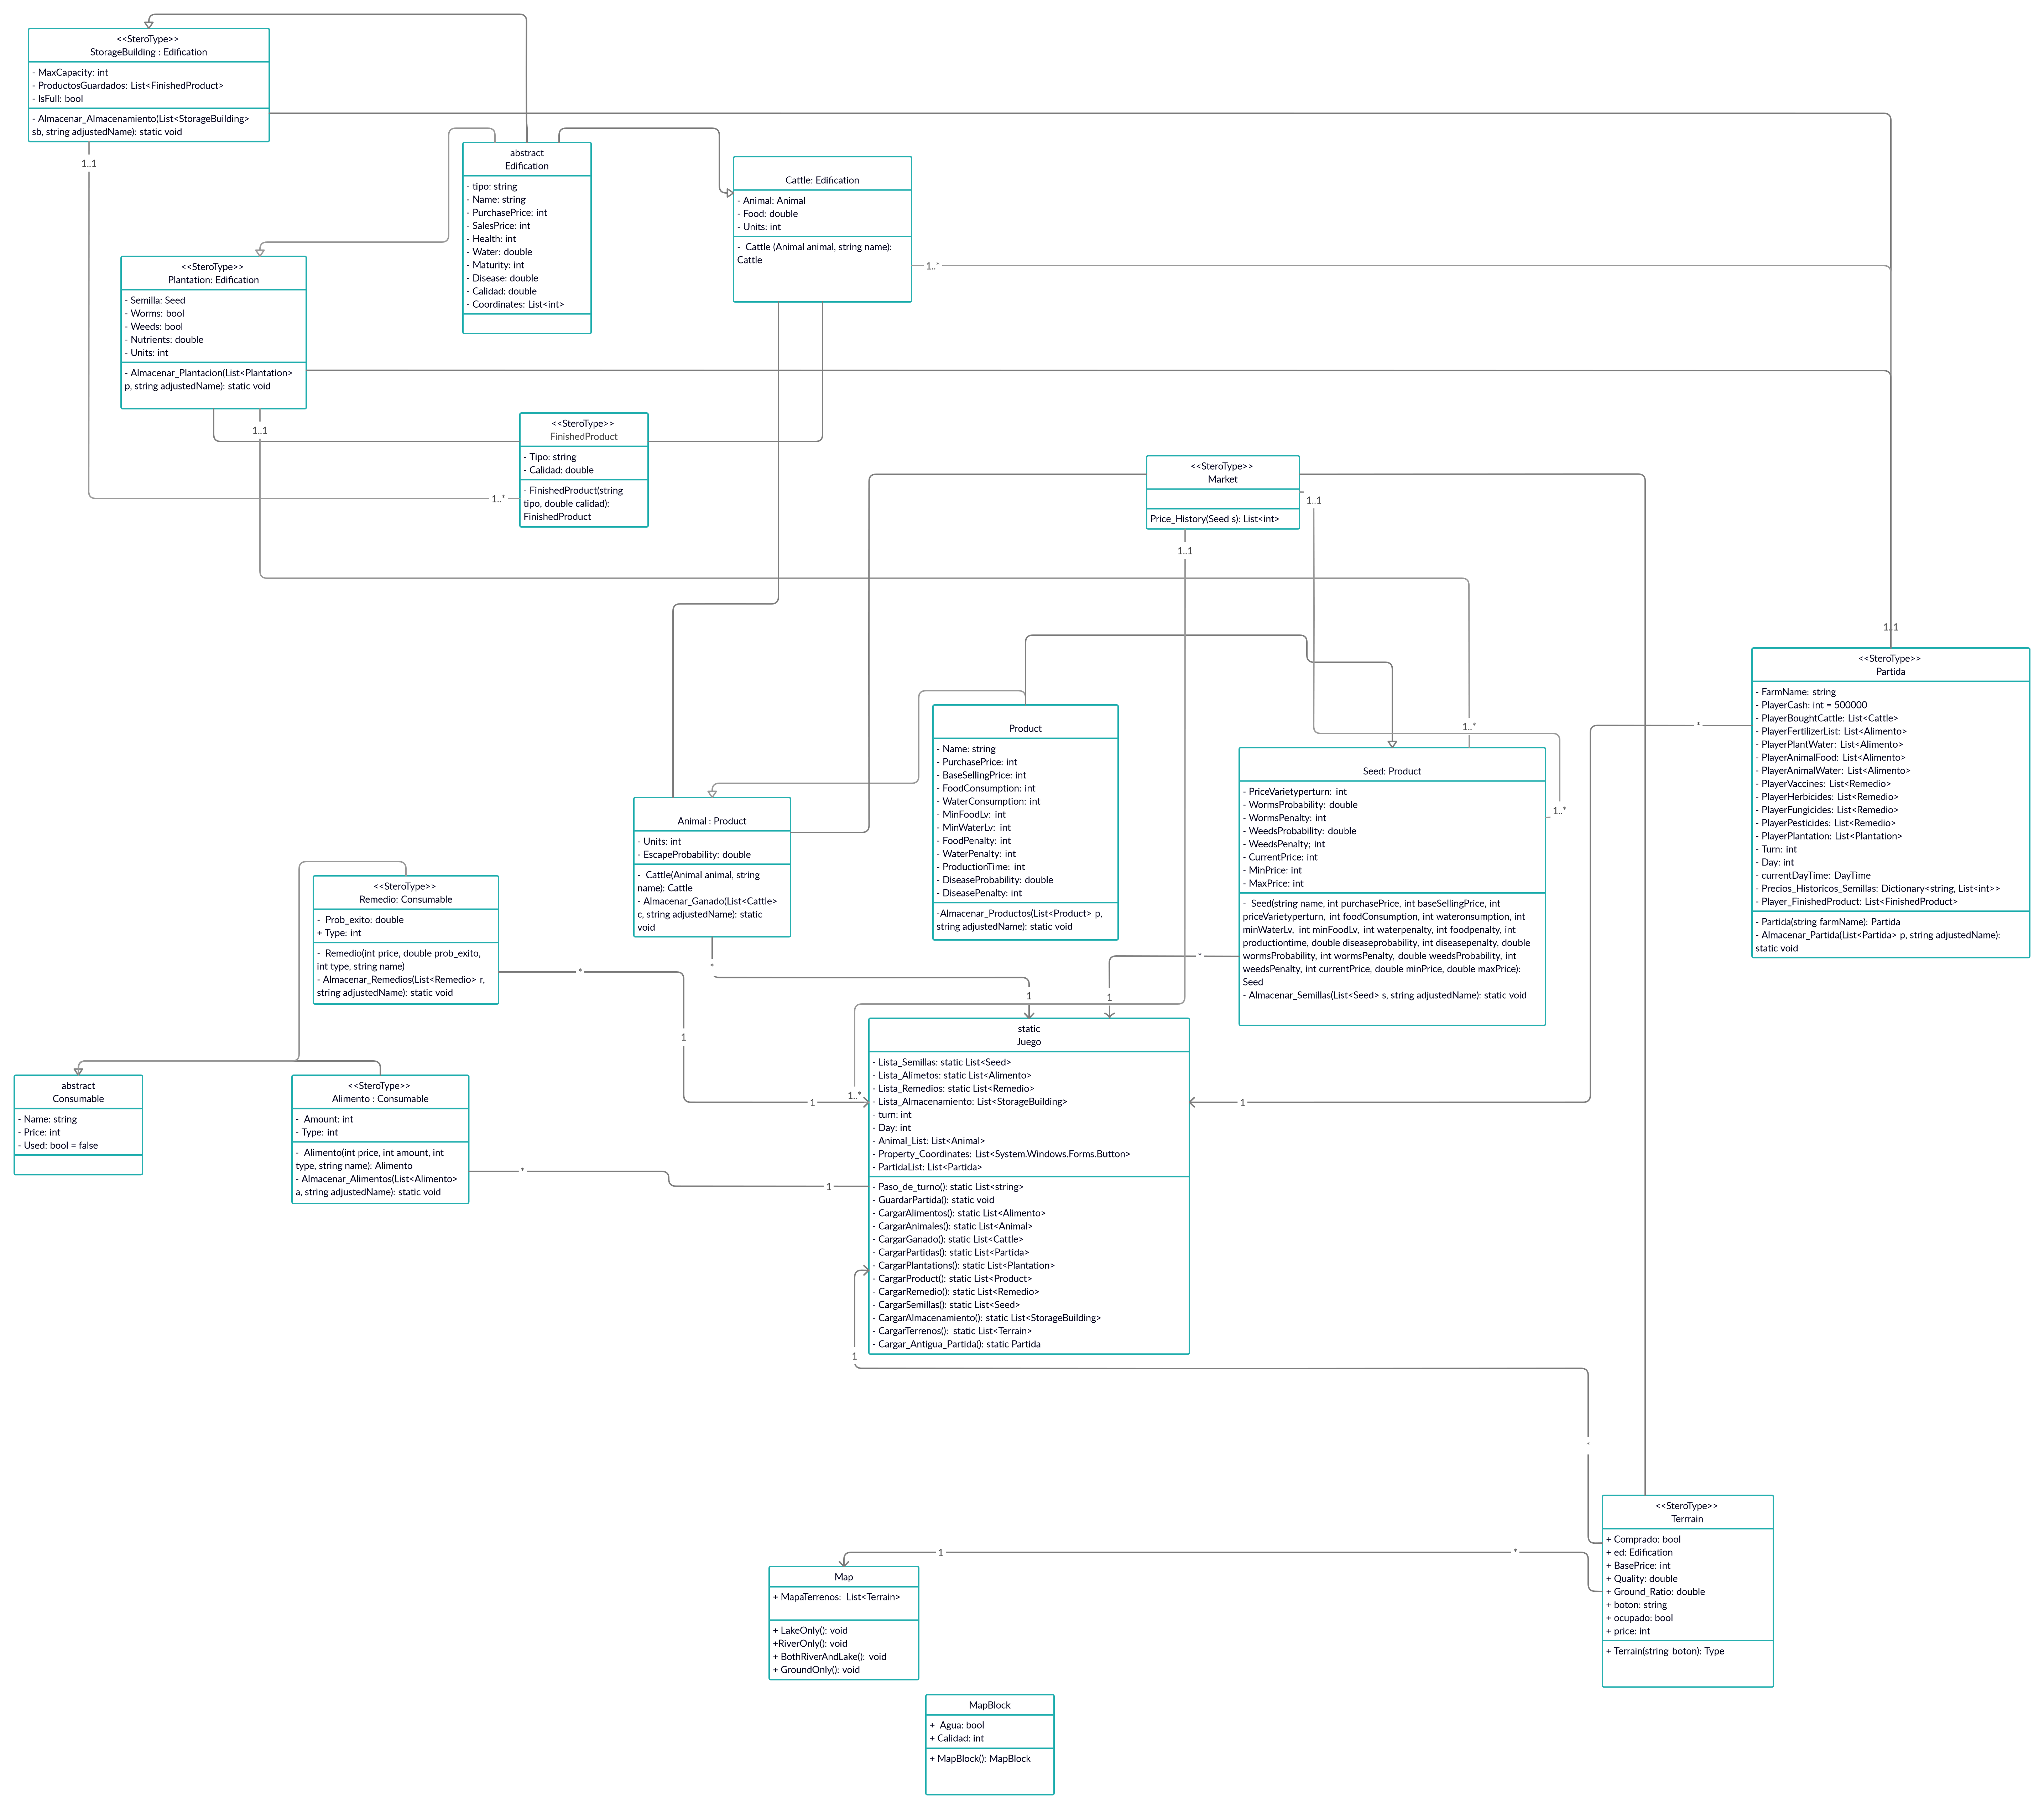 <<SteroType>>
StorageBuilding : Edification
- MaxCapacity: int
- ProductosGuardados: List<FinishedProduct>
- IsFull: bool
- Almacenar_Almacenamiento(List<StorageBuilding>
sb, string adjustedName): static void
1..1
abstract
Edification
- tipo: string
- Name: string
- PurchasePrice: int
- SalesPrice: int
- Health: int
- Water: double
- Maturity: int
- Disease: double
- Calidad: double
- Coordinates: List<int>
Cattle: Edification
- Animal: Animal
- Food: double
- Units: int
- Cattle (Animal animal, string name):
Cattle
1..*
<<SteroType>>
Plantation: Edification
- Semilla: Seed
- Worms: bool
- Weeds: bool
- Nutrients: double
- Units: int
- Almacenar_Plantacion(List<Plantation>
p, string adjustedName): static void
1..1
<<SteroType>>
FinishedProduct
- Tipo: string
- Calidad: double
- FinishedProduct(string
tipo, double calidad):
FinishedProduct
1..*
<<SteroType>>
Market
Price_History(Seed s): List<int>
1..1
1..1
1..1
<<SteroType>>
Partida
- FarmName: string
- PlayerCash: int = 500000
- PlayerBoughtCattle: List<Cattle>
- PlayerFertilizerList: List<Alimento>
- PlayerPlantWater: List<Alimento>
- PlayerAnimalFood: List<Alimento>
- PlayerAnimalWater: List<Alimento>
- PlayerVaccines: List<Remedio>
- PlayerHerbicides: List<Remedio>
- PlayerFungicides: List<Remedio>
- PlayerPesticides: List<Remedio>
- PlayerPlantation: List<Plantation>
- Turn: int
- Day: int
- currentDayTime: DayTime
- Precios_Historicos_Semillas: Dictionary<string, List<int>>
- Player_FinishedProduct: List<FinishedProduct>
- Partida(string farmName): Partida
- Almacenar_Partida(List<Partida> p, string adjustedName):
static void
*
Product
- Name: string
- PurchasePrice: int
- BaseSellingPrice: int
- FoodConsumption: int
- WaterConsumption: int
- MinFoodLv: int
- MinWaterLv: int
- FoodPenalty: int
- WaterPenalty: int
- ProductionTime: int
- DiseaseProbability: double
- DiseasePenalty: int
-Almacenar_Productos(List<Product> p,
string adjustedName): static void
1..*
Seed: Product
- PriceVarietyperturn: int
- WormsProbability: double
- WormsPenalty: int
- WeedsProbability: double
- WeedsPenalty; int
- CurrentPrice: int
- MinPrice: int
- MaxPrice: int
- Seed(string name, int purchasePrice, int baseSellingPrice, int
priceVarietyperturn, int foodConsumption, int wateronsumption, int
minWaterLv, int minFoodLv, int waterpenalty, int foodpenalty, int
productiontime, double diseaseprobability, int diseasepenalty, double
wormsProbability, int wormsPenalty, double weedsProbability, int
weedsPenalty, int currentPrice, double minPrice, double maxPrice):
Seed
- Almacenar_Semillas(List<Seed> s, string adjustedName): static void
1..*
*
1
Animal : Product
- Units: int
- EscapeProbability: double
- Cattle(Animal animal, string
name): Cattle
- Almacenar_Ganado(List<Cattle>
c, string adjustedName): static
void
*
1
<<SteroType>>
Remedio: Consumable
- Prob_exito: double
+ Type: int
- Remedio(int price, double prob_exito,
int type, string name)
- Almacenar_Remedios(List<Remedio> r,
string adjustedName): static void
*
1
1
abstract
Consumable
- Name: string
- Price: int
- Used: bool = false
<<SteroType>>
Alimento : Consumable
- Amount: int
- Type: int
- Alimento(int price, int amount, int
type, string name): Alimento
- Almacenar_Alimentos(List<Alimento>
a, string adjustedName): static void
*
1
1..*
static
Juego
- Lista_Semillas: static List<Seed>
- Lista_Alimetos: static List<Alimento>
- Lista_Remedios: static List<Remedio>
- Lista_Almacenamiento: List<StorageBuilding>
- turn: int
- Day: int
- Animal_List: List<Animal>
- Property_Coordinates: List<System.Windows.Forms.Button>
- PartidaList: List<Partida>
- Paso_de_turno(): static List<string>
- GuardarPartida(): static void
- CargarAlimentos(): static List<Alimento>
- CargarAnimales(): static List<Animal>
- CargarGanado(): static List<Cattle>
- CargarPartidas(): static List<Partida>
- CargarPlantations(): static List<Plantation>
- CargarProduct(): static List<Product>
- CargarRemedio(): static List<Remedio>
- CargarSemillas(): static List<Seed>
- CargarAlmacenamiento(): static List<StorageBuilding>
- CargarTerrenos(): static List<Terrain>
- Cargar_Antigua_Partida(): static Partida
1
1
*
<<SteroType>>
Terrrain
+ Comprado: bool
+ ed: Edification
+ BasePrice: int
+ Quality: double
+ Ground_Ratio: double
+ boton: string
+ ocupado: bool
+ price: int
+ Terrain(string boton): Type
*
1
Map
+ MapaTerrenos: List<Terrain>
+ LakeOnly(): void
+RiverOnly(): void
+ BothRiverAndLake(): void
+ GroundOnly(): void
MapBlock
+ Agua: bool
+ Calidad: int
+ MapBlock(): MapBlock